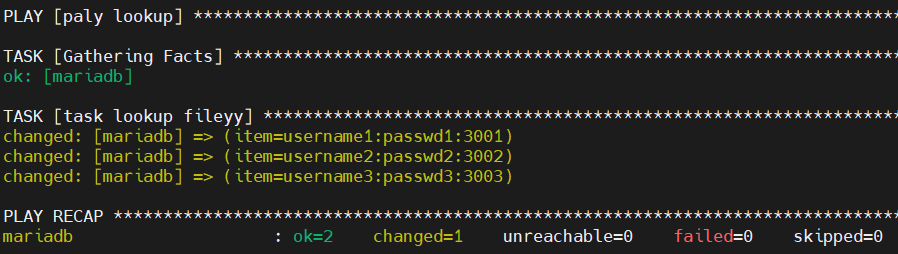 PLAY [paly lookup] ***********************************************************************
TASK [Gathering Facts] *******************************************************************
ok: [mariadb]
TASK [task lookup fileyy] ****************************************************************
changed: [mariadb] => (item=username1:passwd1:3001)
changed: [mariadb] => (item=username2:passwd2:3002)
changed: [mariadb] => (item=username3:passwd3:3003)
PLAY RECAP *******************************************************************************
mariadb : ok=2 changed=1 unreachable=0 failed=0 skipped=0